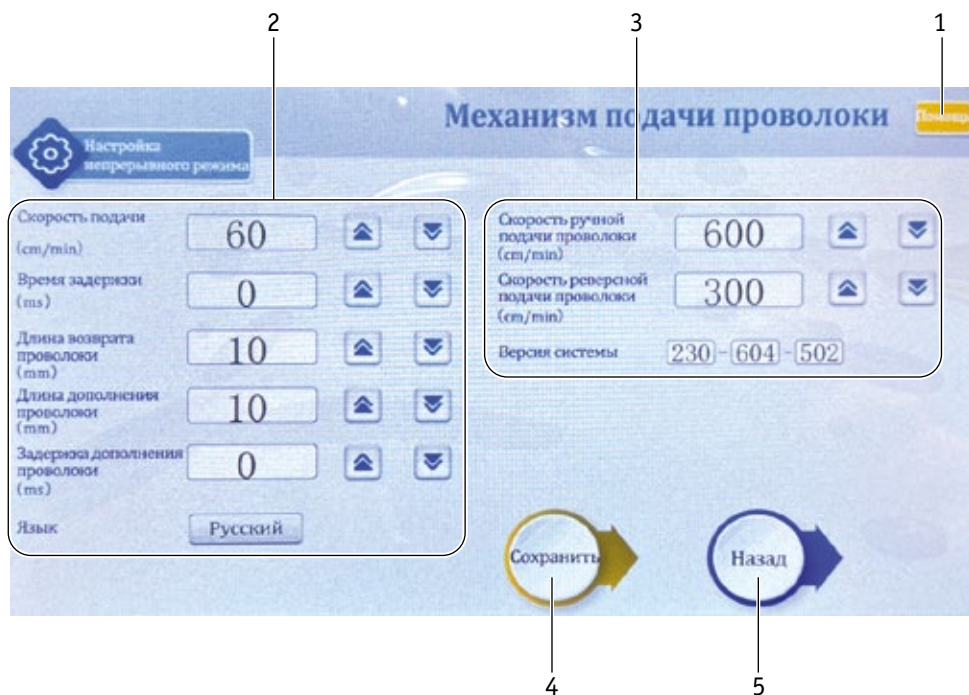 2
3
1
Механизм подачи проволоки
Помощь
Настройка
непрерывного режима
Скорость подачи
(cm/min)
60
Время задержки
(ms)
0
Длина возврата
проволоки
(mm)
10
Длина дополнения
проволоки
(mm)
10
Задержка дополнения
проволоки
(ms)
0
Язык
Русский
Скорость ручной
подачи проволоки
(cm/min)
600
Скорость реверсной
подачи проволоки
(cm/min)
300
Версия системы
230-604-502
Сохранить
Назад
4
5